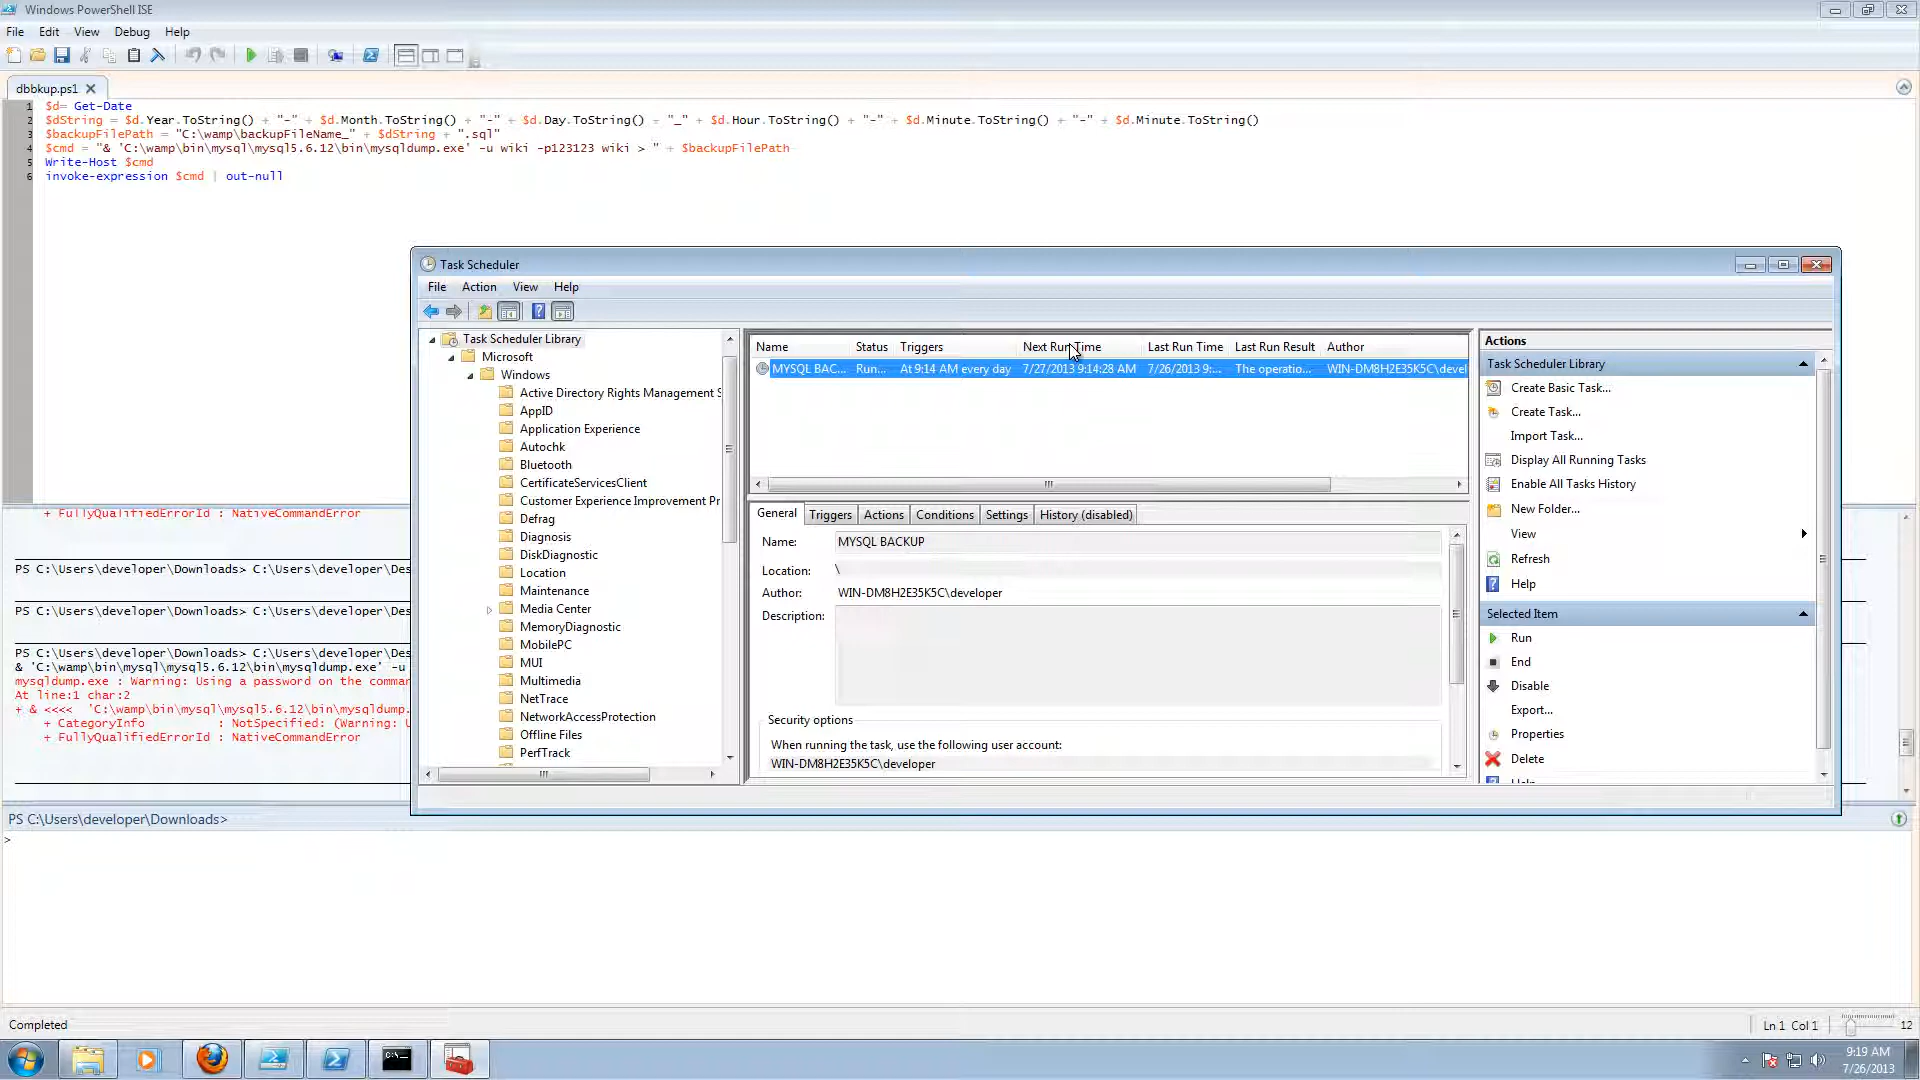 Windows PowerShell ISE
File Edit View Debug Help
dbbkup.ps1
1 $d= Get-Date
2 $dString = $d.Year.ToString() + "-" + $d.Month.ToString() + "-" + $d.Day.ToString() + "_" + $d.Hour.ToString() + "-" + $d.Minute.ToString() + "-" + $d.Minute.ToString()
3 $backupFilePath = "C:\wamp\backupFileName_" + $dString + ".sql"
4 $cmd = "& 'C:\wamp\bin\mysql\mysql5.6.12\bin\mysqldump.exe' -u wiki -p123123 wiki > " + $backupFilePath
5 Write-Host $cmd
6 invoke-expression $cmd | out-null
Task Scheduler
File Action View Help
Task Scheduler Library
Microsoft
Windows
Active Directory Rights Management S
AppID
Application Experience
Autochk
Bluetooth
CertificateServicesClient
Customer Experience Improvement Pr
Defrag
Diagnosis
DiskDiagnostic
Location
Maintenance
Media Center
MemoryDiagnostic
MobilePC
MUI
Multimedia
NetTrace
NetworkAccessProtection
Offline Files
PerfTrack
Name Status Triggers Next Run Time Last Run Time Last Run Result Author
MYSQL BAC... Run... At 9:14 AM every day 7/27/2013 9:14:28 AM 7/26/2013 9:... The operatio... WIN-DM8H2E35K5C\devel
General Triggers Actions Conditions Settings History (disabled)
Name: MYSQL BACKUP
Location: \
Author: WIN-DM8H2E35K5C\developer
Description:
Security options
When running the task, use the following user account:
WIN-DM8H2E35K5C\developer
Actions
Task Scheduler Library
Create Basic Task...
Create Task...
Import Task...
Display All Running Tasks
Enable All Tasks History
New Folder...
View
Refresh
Help
Selected Item
Run
End
Disable
Export...
Properties
Delete
+ FullyQualifiedErrorId : NativeCommandError
PS C:\Users\developer\Downloads> C:\Users\developer\Des
PS C:\Users\developer\Downloads> C:\Users\developer\Des
PS C:\Users\developer\Downloads> C:\Users\developer\Des
& 'C:\wamp\bin\mysql\mysql5.6.12\bin\mysqldump.exe' -u
mysqldump.exe : Warning: Using a password on the comman
At line:1 char:2
+ & <<<< 'C:\wamp\bin\mysql\mysql5.6.12\bin\mysqldump.
+ CategoryInfo : NotSpecified: (Warning: U
+ FullyQualifiedErrorId : NativeCommandError
PS C:\Users\developer\Downloads>
>
Completed
Ln 1 Col 1
12
9:19 AM
7/26/2013